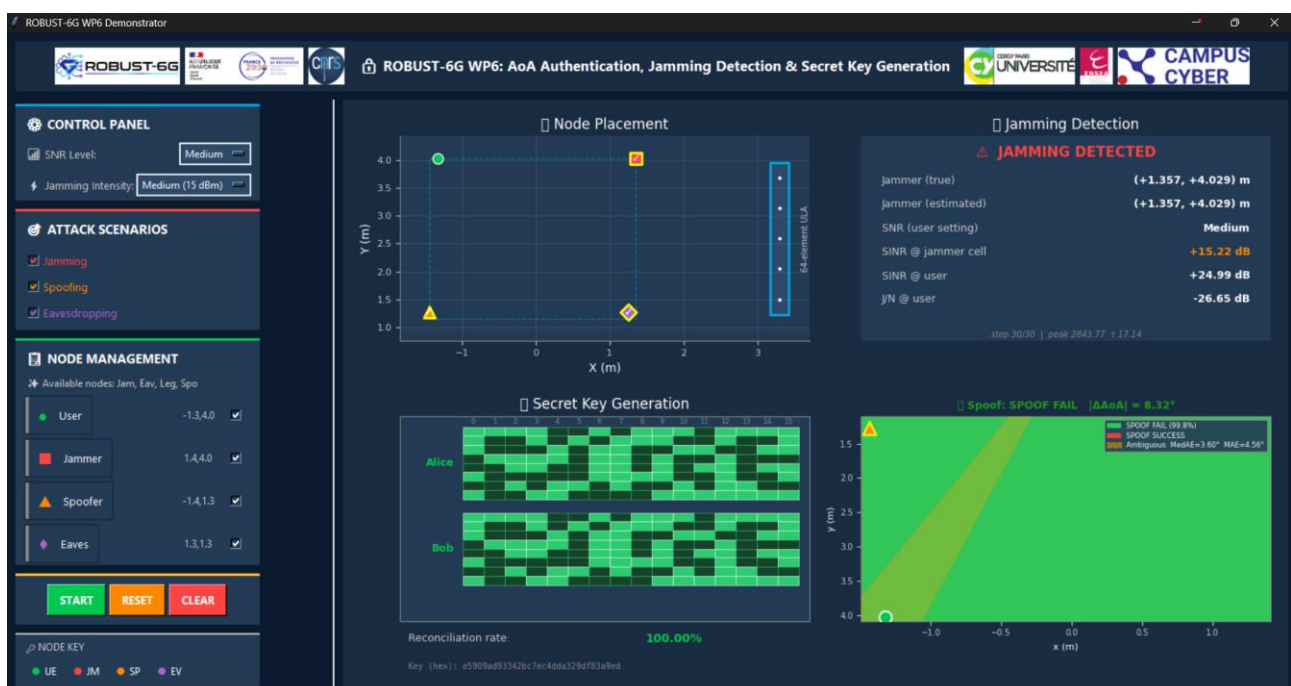 ROBUST-6G WP6 Demonstrator
ROBUST-6G
RÉPUBLIQUE
FRANÇAISE
FRANCE
2030
cnrs
ROBUST-6G WP6: AoA Authentication, Jamming Detection & Secret Key Generation
CERGY PARIS
UNIVERSITÉ
CAMPUS
CYBER
CONTROL PANEL
SNR Level: Medium
Jamming Intensity: Medium (15 dBm)
ATTACK SCENARIOS
Jamming
Spoofing
Eavesdropping
NODE MANAGEMENT
Available nodes: Jam, Eav, Leg, Spo
User -1.3,4.0
Jammer 1.4,4.0
Spoofer -1.4,1.3
Eaves 1.3,1.3
START RESET CLEAR
NODE KEY
UE JM SP EV
Node Placement
4.0
3.5
3.0
2.5
2.0
1.5
1.0
Y (m)
−1 0 1 2 3
X (m)
64-element ULA
Jamming Detection
JAMMING DETECTED
Jammer (true) (+1.357, +4.029) m
Jammer (estimated) (+1.357, +4.029) m
SNR (user setting) Medium
SINR @ jammer cell +15.22 dB
SINR @ user +24.99 dB
J/N @ user -26.65 dB
step 30/30 | peak 2843.77 τ 17.14
Secret Key Generation
0 1 2 3 4 5 6 7 8 9 10 11 12 13 14 15
Alice
Bob
Reconciliation rate: 100.00%
Key (hex): e5909ad93342bc7ec4dda329df83a9ed
Spoof: SPOOF FAIL |ΔAoA| = 8.32°
SPOOF FAIL (99.8%)
SPOOF SUCCESS
Ambiguous MedAE=3.60° MAE=4.56°
1.5
2.0
2.5
3.0
3.5
4.0
y (m)
−1.0 −0.5 0.0 0.5 1.0
x (m)